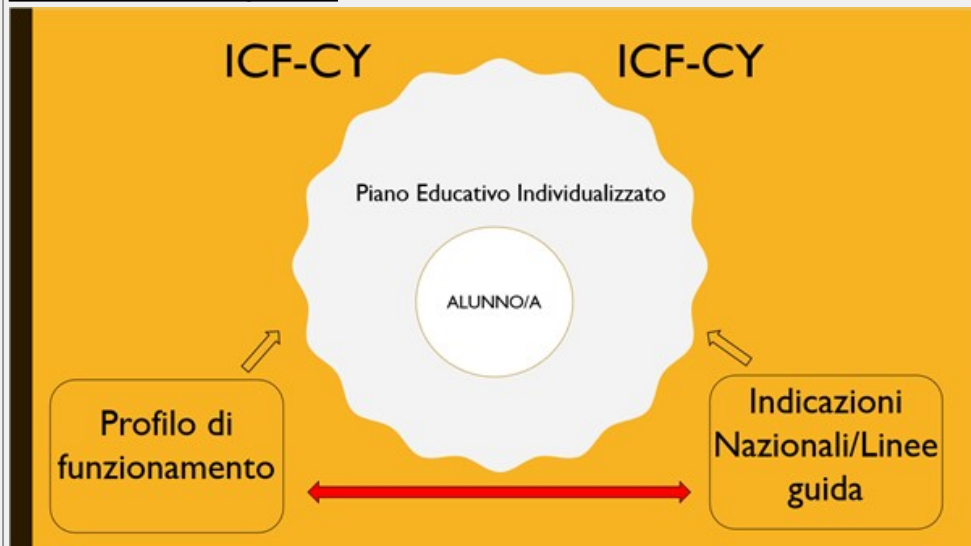 ICF-CY
ICF-CY
Piano Educativo Individualizzato
ALUNNO/A
Profilo di
funzionamento
Indicazioni
Nazionali/Linee
guida